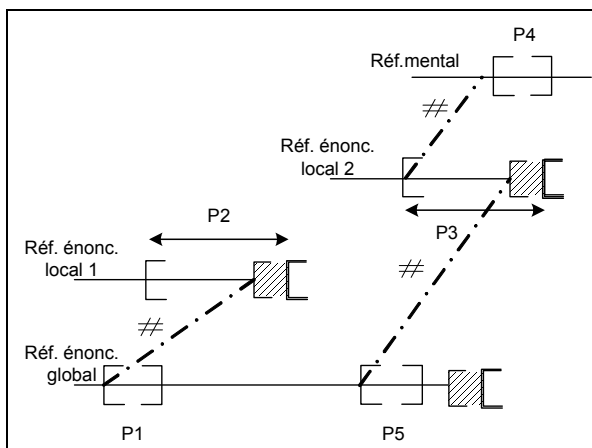 P4
Réf.mental
Réf. énonc.
local 2
P2
P3
Réf. énonc.
local 1
Réf. énonc.
global
P1
P5